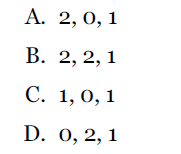 A. 2, 0, 1
B. 2, 2, 1
C. 1, 0, 1
D. 0, 2, 1